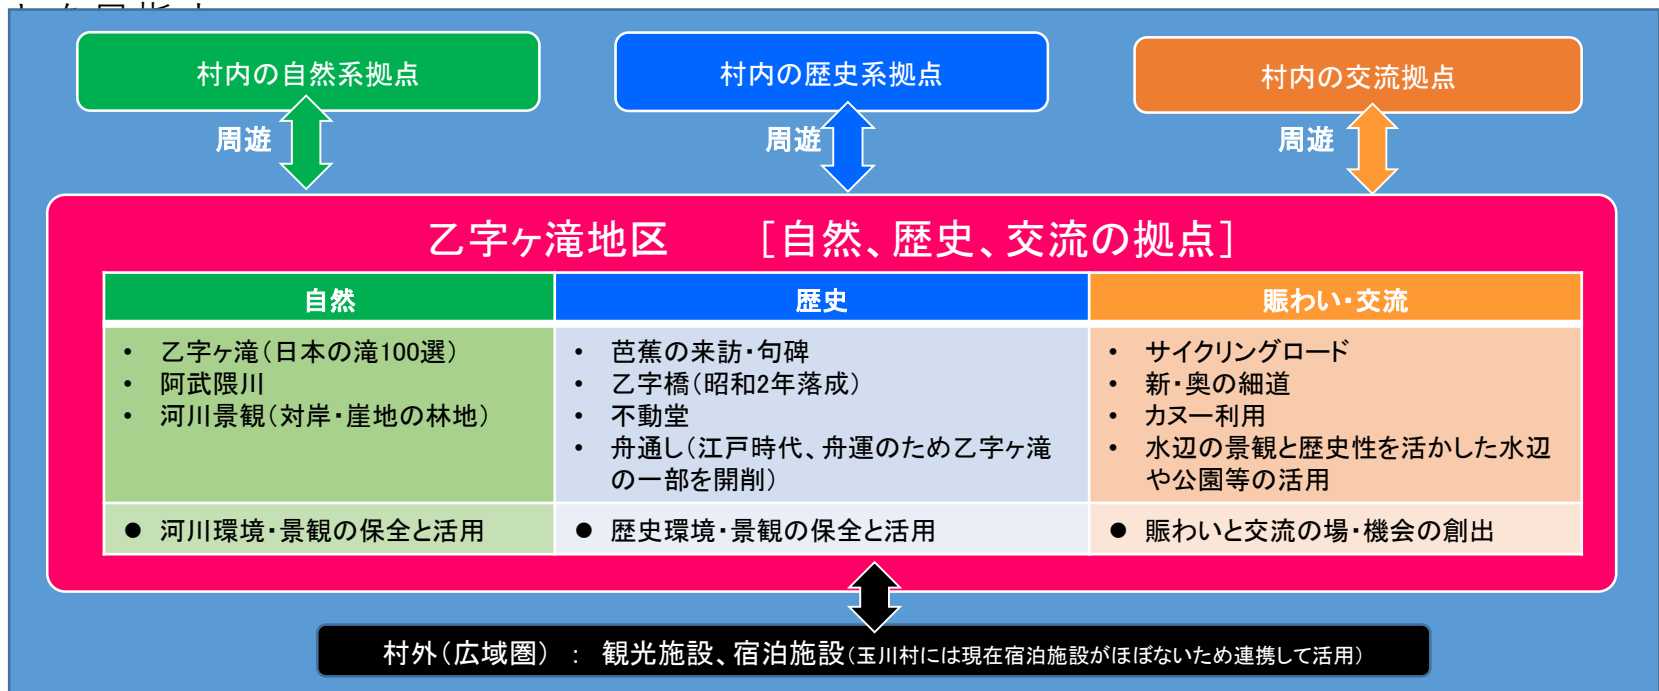 村内の自然系拠点
村内の歴史系拠点
村内の交流拠点
周遊
周遊
周遊
乙字ヶ滝地区　　［自然、歴史、交流の拠点］
自然
歴史
賑わい・交流
• 乙字ヶ滝（日本の滝100選）
• 阿武隈川
• 河川景観（対岸・崖地の林地）
• 芭蕉の来訪・句碑
• 乙字橋（昭和2年落成）
• 不動堂
• 舟通し（江戸時代、舟運のため乙字ヶ滝
の一部を開削）
• サイクリングロード
• 新・奥の細道
• カヌー利用
• 水辺の景観と歴史性を活かした水辺
や公園等の活用
● 河川環境・景観の保全と活用
● 歴史環境・景観の保全と活用
● 賑わいと交流の場・機会の創出
村外（広域圏） ： 観光施設、宿泊施設（玉川村には現在宿泊施設がほぼないため連携して活用）